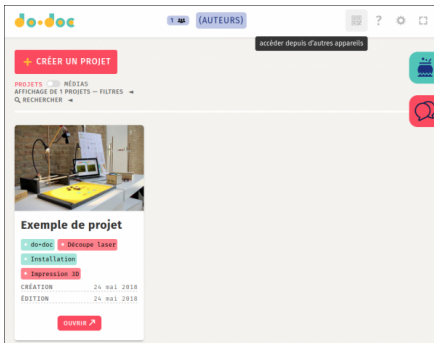 do•doc
1 (AUTEURS)
?
accéder depuis d'autres appareils
+ CRÉER UN PROJET
PROJETS MÉDIAS
AFFICHAGE DE 1 PROJETS — FILTRES
RECHERCHER
Exemple de projet
do•doc Découpe laser
Installation
Impression 3D
CRÉATION 24 mai 2018
ÉDITION 24 mai 2018
OUVRIR